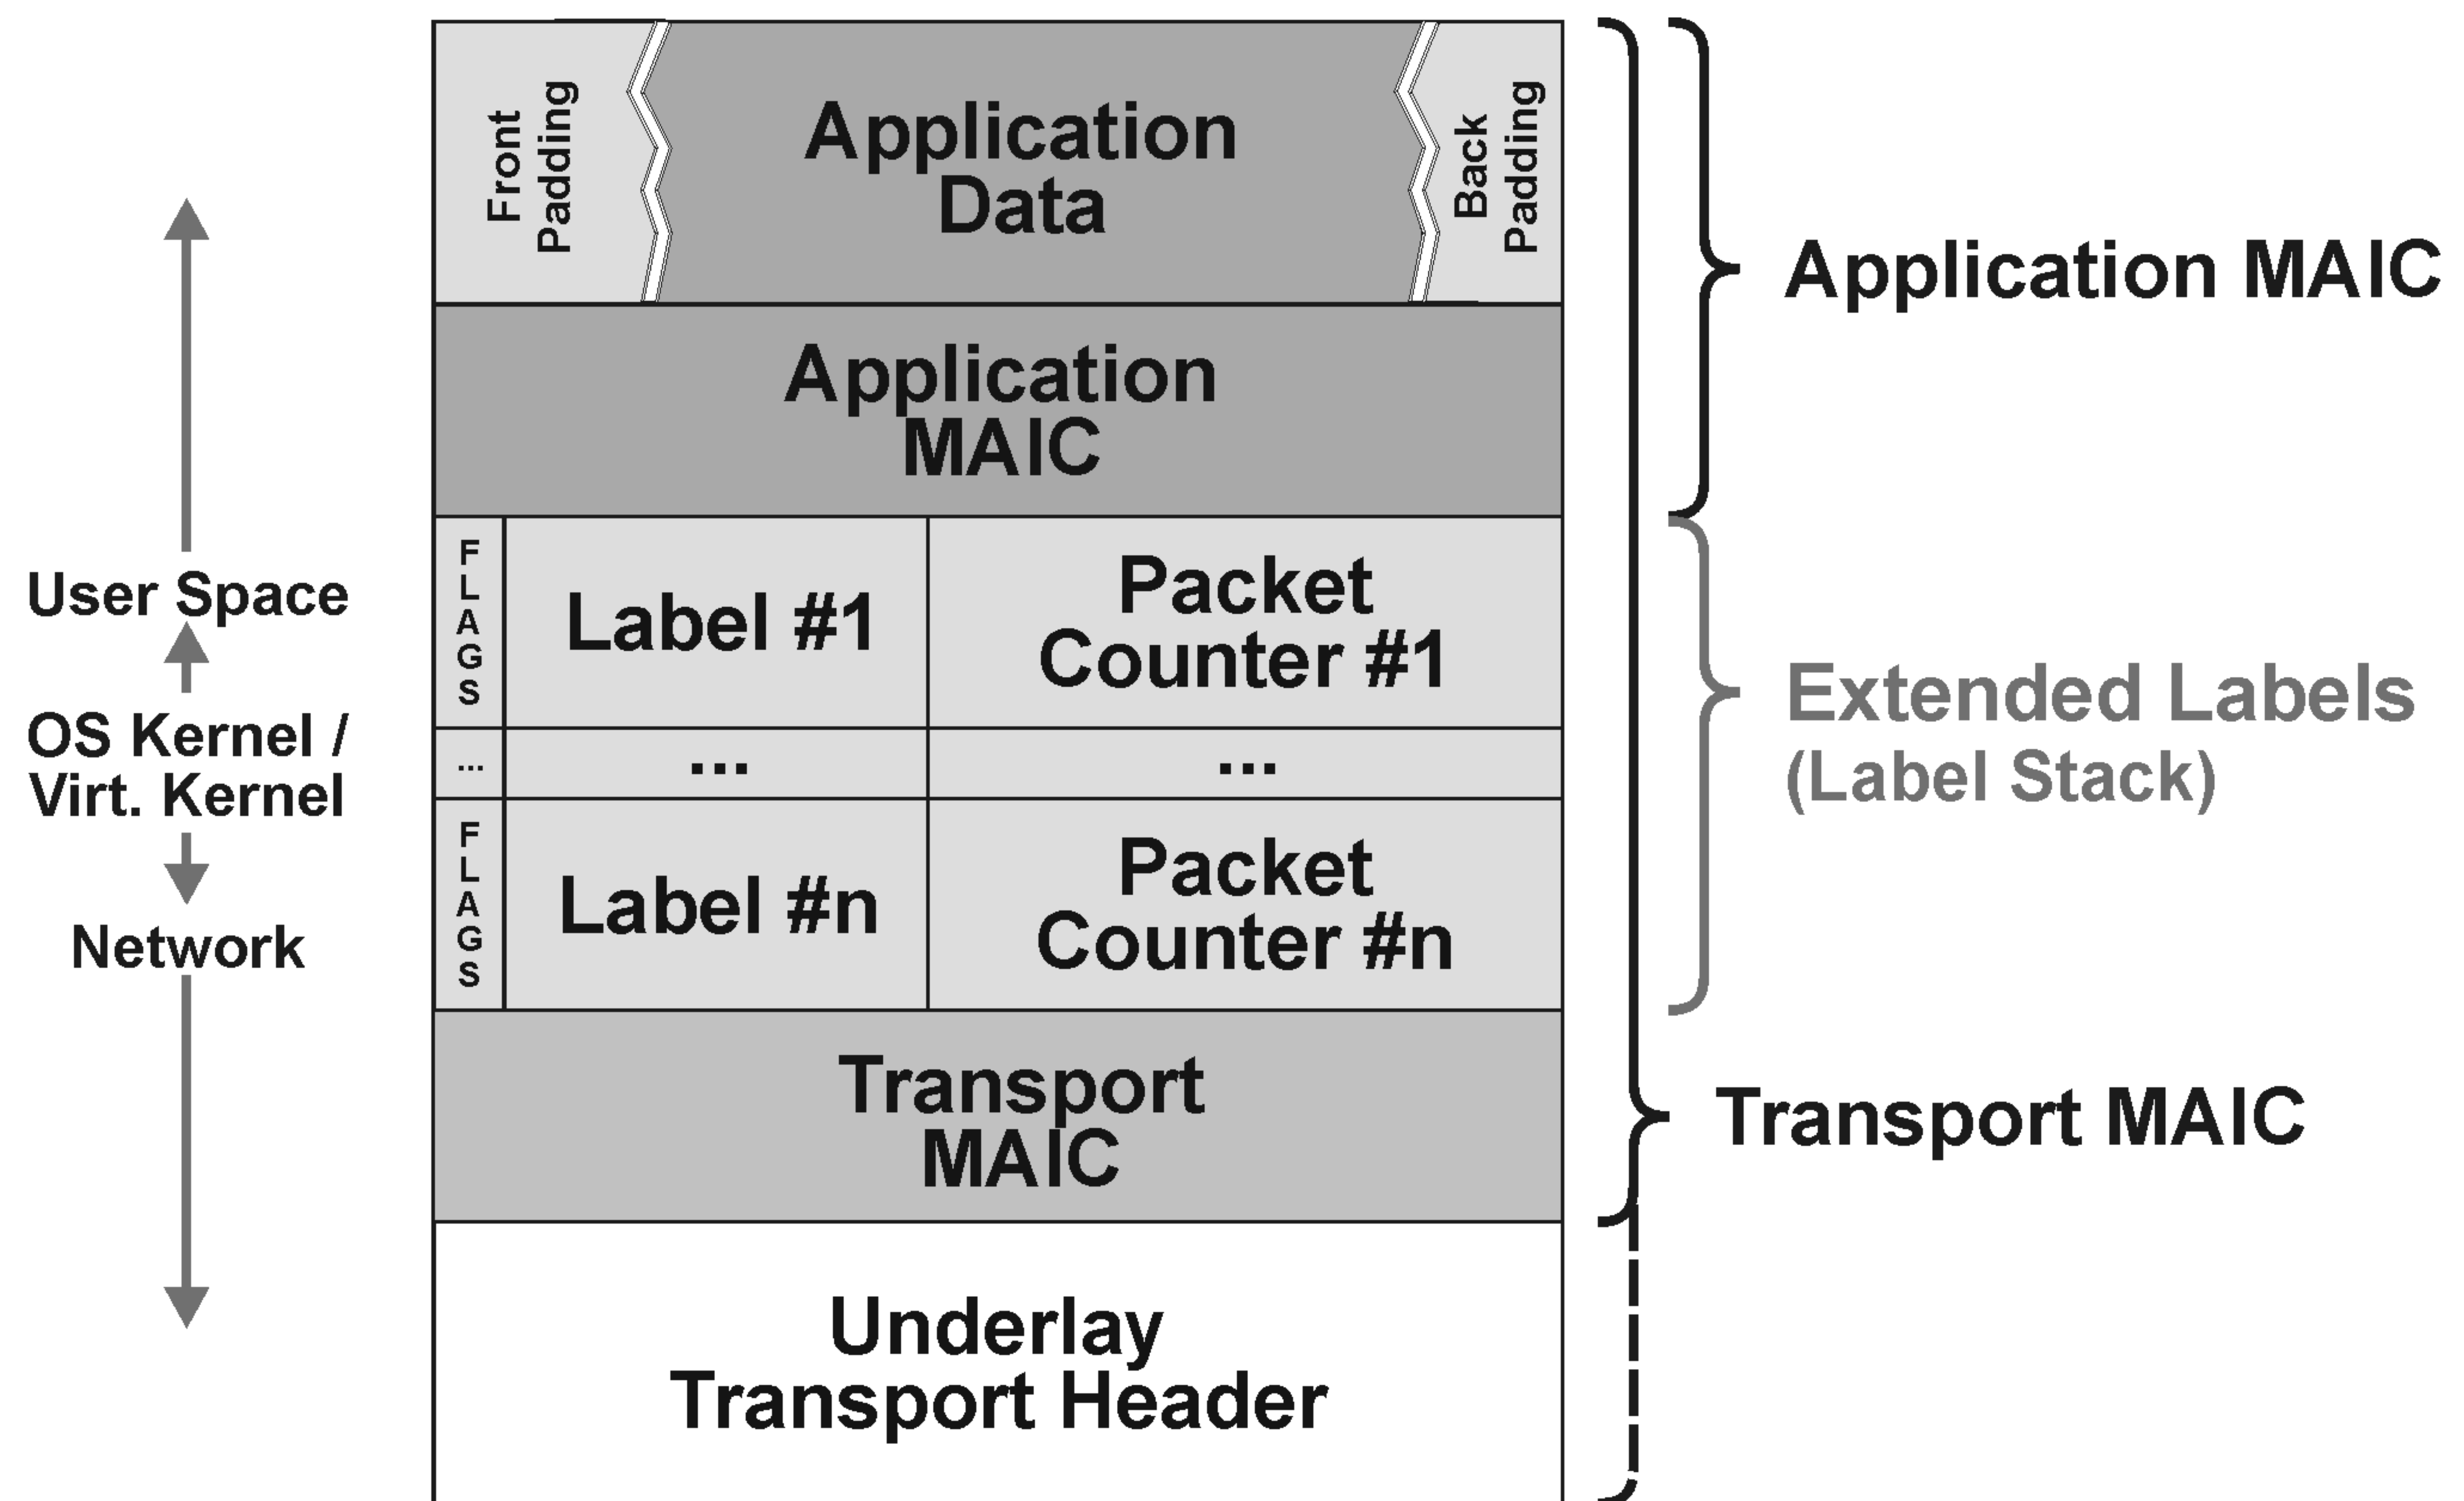 Front
Padding
Application
Data
Back
Padding
Application MAIC
Application
MAIC
User Space
OS Kernel /
Virt. Kernel
Network
FLAGS
Label #1
Packet
Counter #1
...
...
...
FLAGS
Label #n
Packet
Counter #n
Extended Labels
(Label Stack)
Transport
MAIC
Transport MAIC
Underlay
Transport Header